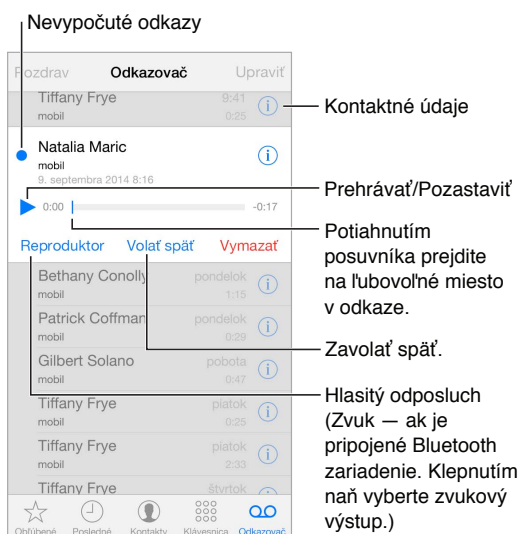 Nevypočuté odkazy
Pozdrav Odkazovač Upraviť
Tiffany Frye 9:41
mobil 0:25
Kontaktné údaje
Natalia Maric
mobil
9. septembra 2014 8:16
Prehrávať/Pozastaviť
0:00 -0:17
Potiahnutím
posuvníka prejdite
na ľubovoľné miesto
v odkaze.
Reproduktor Volať späť Vymazať
Bethany Conolly pondelok
mobil 1:15
Patrick Coffman pondelok
mobil 0:29
Zavolať späť.
Gilbert Solano pobota
mobil 0:47
Hlasitý odposluch
(Zvuk — ak je
pripojené Bluetooth
zariadenie. Klepnutím
naň vyberte zvukový
výstup.)
Tiffany Frye piatok
mobil 0:25
Tiffany Frye piatok
mobil 2:33
Tiffany Frye štvrtok
Obľúbené Posledné Kontakty Klávesnica Odkazovač